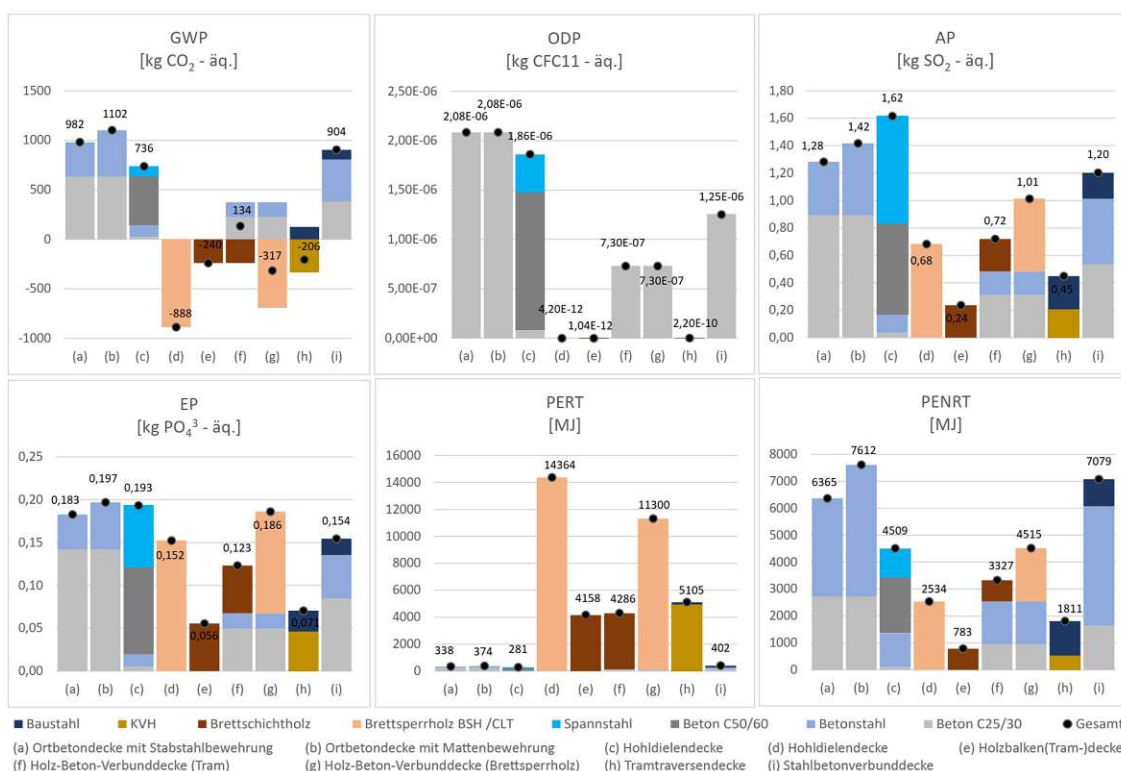 GWP
[kg CO₂ - äq.]
1500
1000
500
0
-500
-1000
982
1102
736
-888
-240
134
-317
-206
904
(a) (b) (c) (d) (e) (f) (g) (h) (i)
ODP
[kg CFC11 - äq.]
2,50E-06
2,00E-06
1,50E-06
1,00E-06
5,00E-07
0,00E+00
2,08E-06
2,08E-06
1,86E-06
4,20E-12
1,04E-12
7,30E-07
7,30E-07
2,20E-10
1,25E-06
(a) (b) (c) (d) (e) (f) (g) (h) (i)
AP
[kg SO₂ - äq.]
1,80
1,60
1,40
1,20
1,00
0,80
0,60
0,40
0,20
0,00
1,28
1,42
1,62
0,68
0,24
0,72
1,01
0,45
1,20
(a) (b) (c) (d) (e) (f) (g) (h) (i)
EP
[kg PO₄³ - äq.]
0,25
0,20
0,15
0,10
0,05
0,00
0,183
0,197
0,193
0,152
0,056
0,123
0,186
0,071
0,154
(a) (b) (c) (d) (e) (f) (g) (h) (i)
PERT
[MJ]
16000
14000
12000
10000
8000
6000
4000
2000
0
338
374
281
14364
4158
4286
11300
5105
402
(a) (b) (c) (d) (e) (f) (g) (h) (i)
PENRT
[MJ]
8000
7000
6000
5000
4000
3000
2000
1000
0
6365
7612
4509
2534
783
3327
4515
1811
7079
(a) (b) (c) (d) (e) (f) (g) (h) (i)
Baustahl KVH Brettschichtholz Brettsperrholz BSH /CLT Spannstahl Beton C50/60 Betonstahl Beton C25/30 Gesamt
(a) Ortbetondecke mit Stabstahlbewehrung (b) Ortbetondecke mit Mattenbewehrung (c) Hohldielendecke (d) Hohldielendecke (e) Holzbalken(Tram-)decke
(f) Holz-Beton-Verbunddecke (Tram) (g) Holz-Beton-Verbunddecke (Brettsperrholz) (h) Tramtraversendecke (i) Stahlbetonverbunddecke